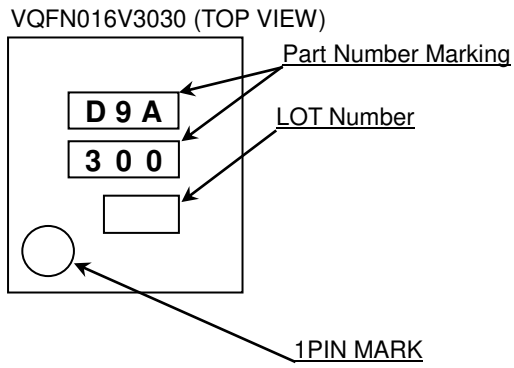 VQFN016V3030 (TOP VIEW)
Part Number Marking
D 9 A
LOT Number
3 0 0
1PIN MARK